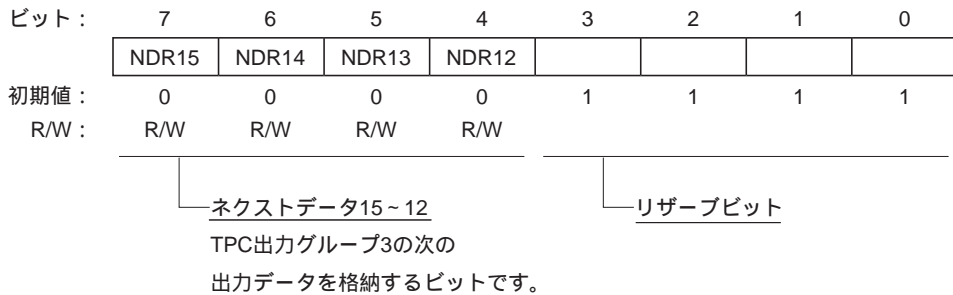 ビット： 7 6 5 4 3 2 1 0
NDR15 NDR14 NDR13 NDR12
初期値： 0 0 0 0 1 1 1 1
R/W： R/W R/W R/W R/W
ネクストデータ15～12 リザーブビット
TPC出力グループ3の次の
出力データを格納するビットです。